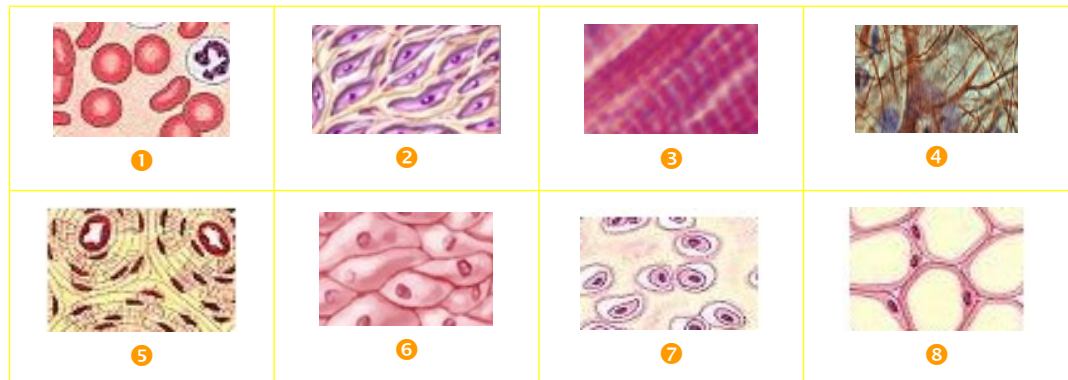 ❶ ❷ ❸ ❹
❺ ❻ ❼ ❽